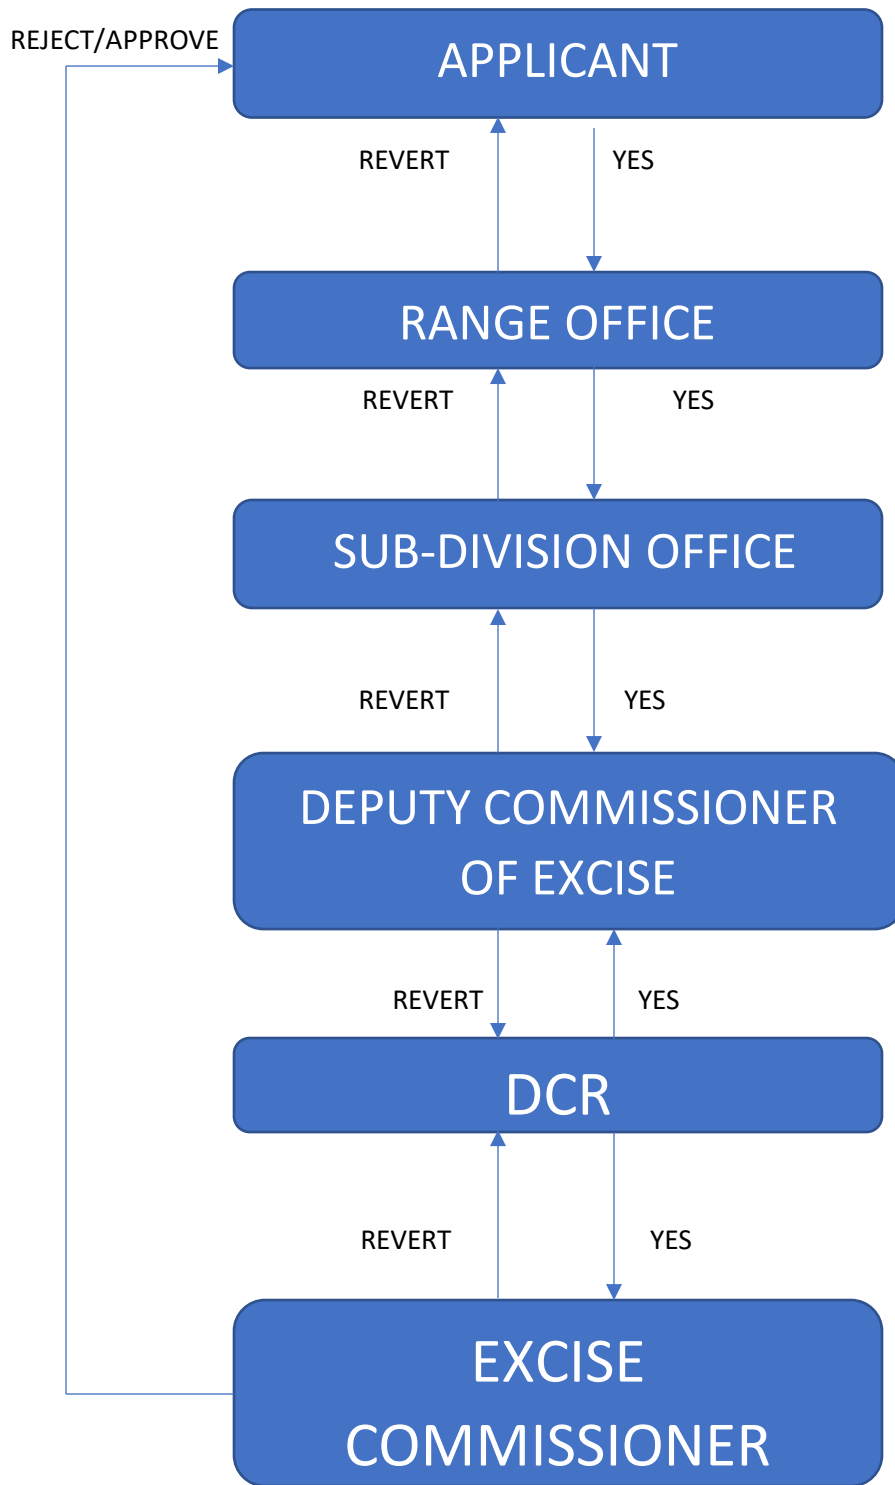 REJECT/APPROVE
APPLICANT
REVERT
YES
RANGE OFFICE
REVERT
YES
SUB-DIVISION OFFICE
REVERT
YES
DEPUTY COMMISSIONER
OF EXCISE
REVERT
YES
DCR
REVERT
YES
EXCISE
COMMISSIONER